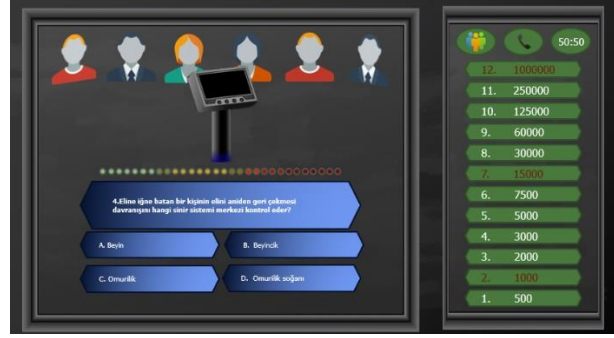 4.Eline iğne batan bir kişinin elini aniden geri çekmesi
davranışını hangi sinir sistemi merkezi kontrol eder?
A. Beyin
B. Beyincik
C. Omurilik
D. Omurilik soğanı
50:50
12. 1000000
11. 250000
10. 125000
9. 60000
8. 30000
7. 15000
6. 7500
5. 5000
4. 3000
3. 2000
2. 1000
1. 500